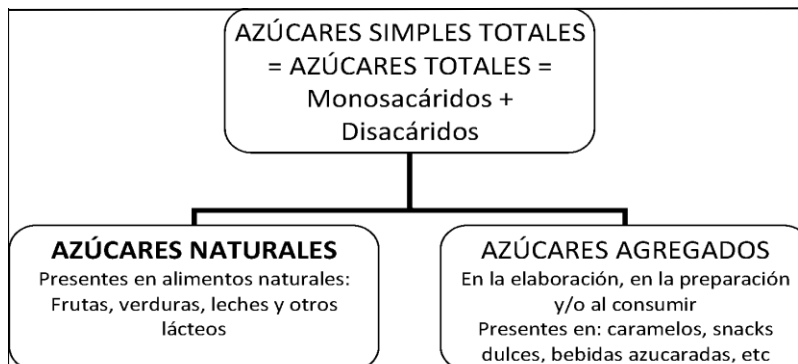 AZÚCARES SIMPLES TOTALES
= AZÚCARES TOTALES =
Monosacáridos +
Disacáridos
AZÚCARES NATURALES
Presentes en alimentos naturales:
Frutas, verduras, leches y otros
lácteos
AZÚCARES AGREGADOS
En la elaboración, en la preparación
y/o al consumir
Presentes en: caramelos, snacks
dulces, bebidas azucaradas, etc